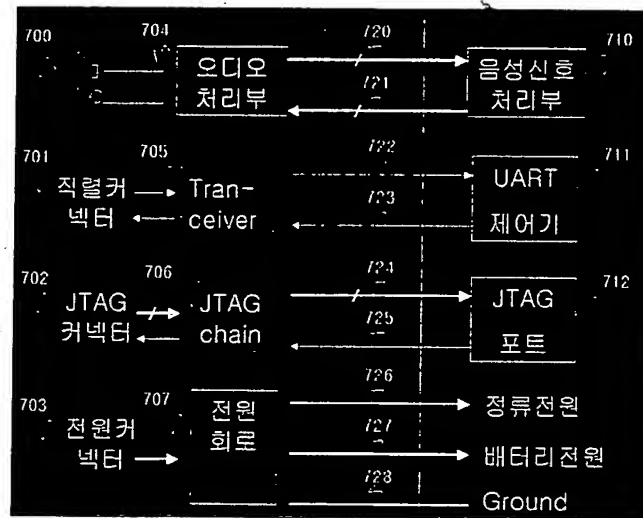 700
704
오디오
처리부
720
721
음성신호
처리부
710
701
직렬커
넥터
705
Tran-
ceiver
722
723
UART
제어기
711
702
JTAG
커넥터
706
JTAG
chain
724
725
JTAG
포트
712
703
전원커
넥터
707
전원
회로
726
727
728
정류전원
배터리전원
Ground